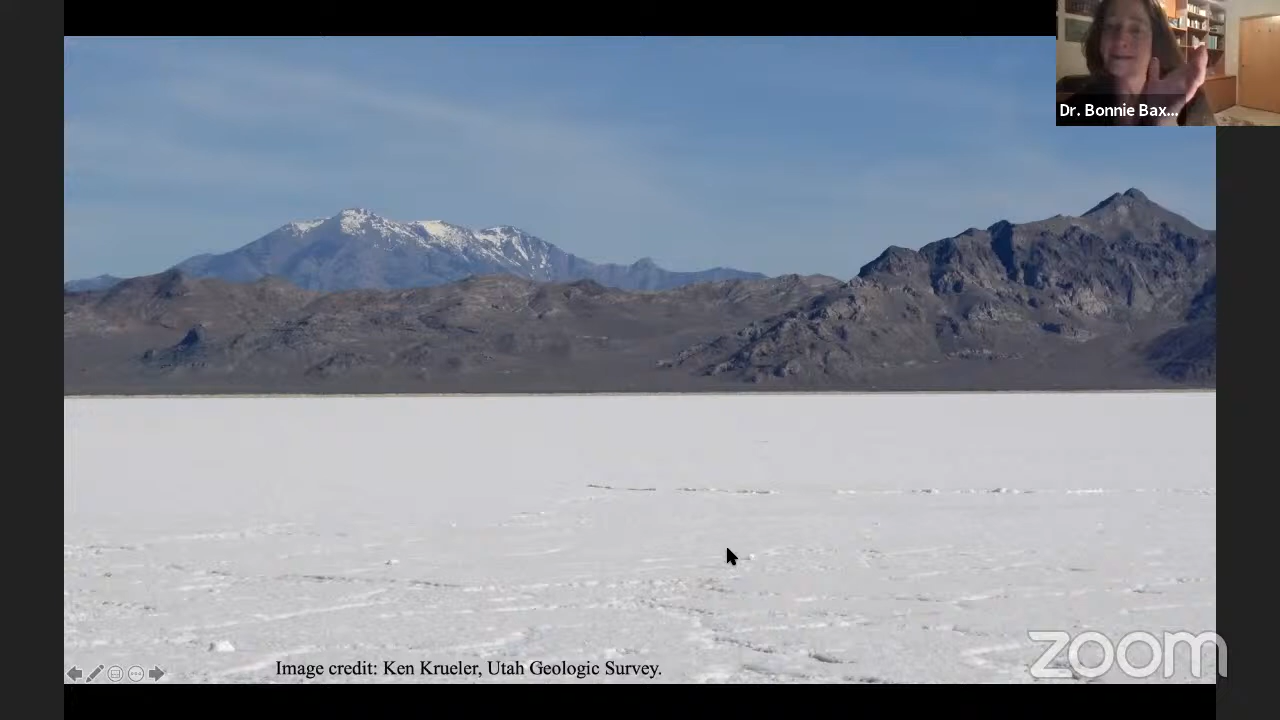 Dr. Bonnie Bax...
Image credit: Ken Krueler, Utah Geologic Survey.
zoom